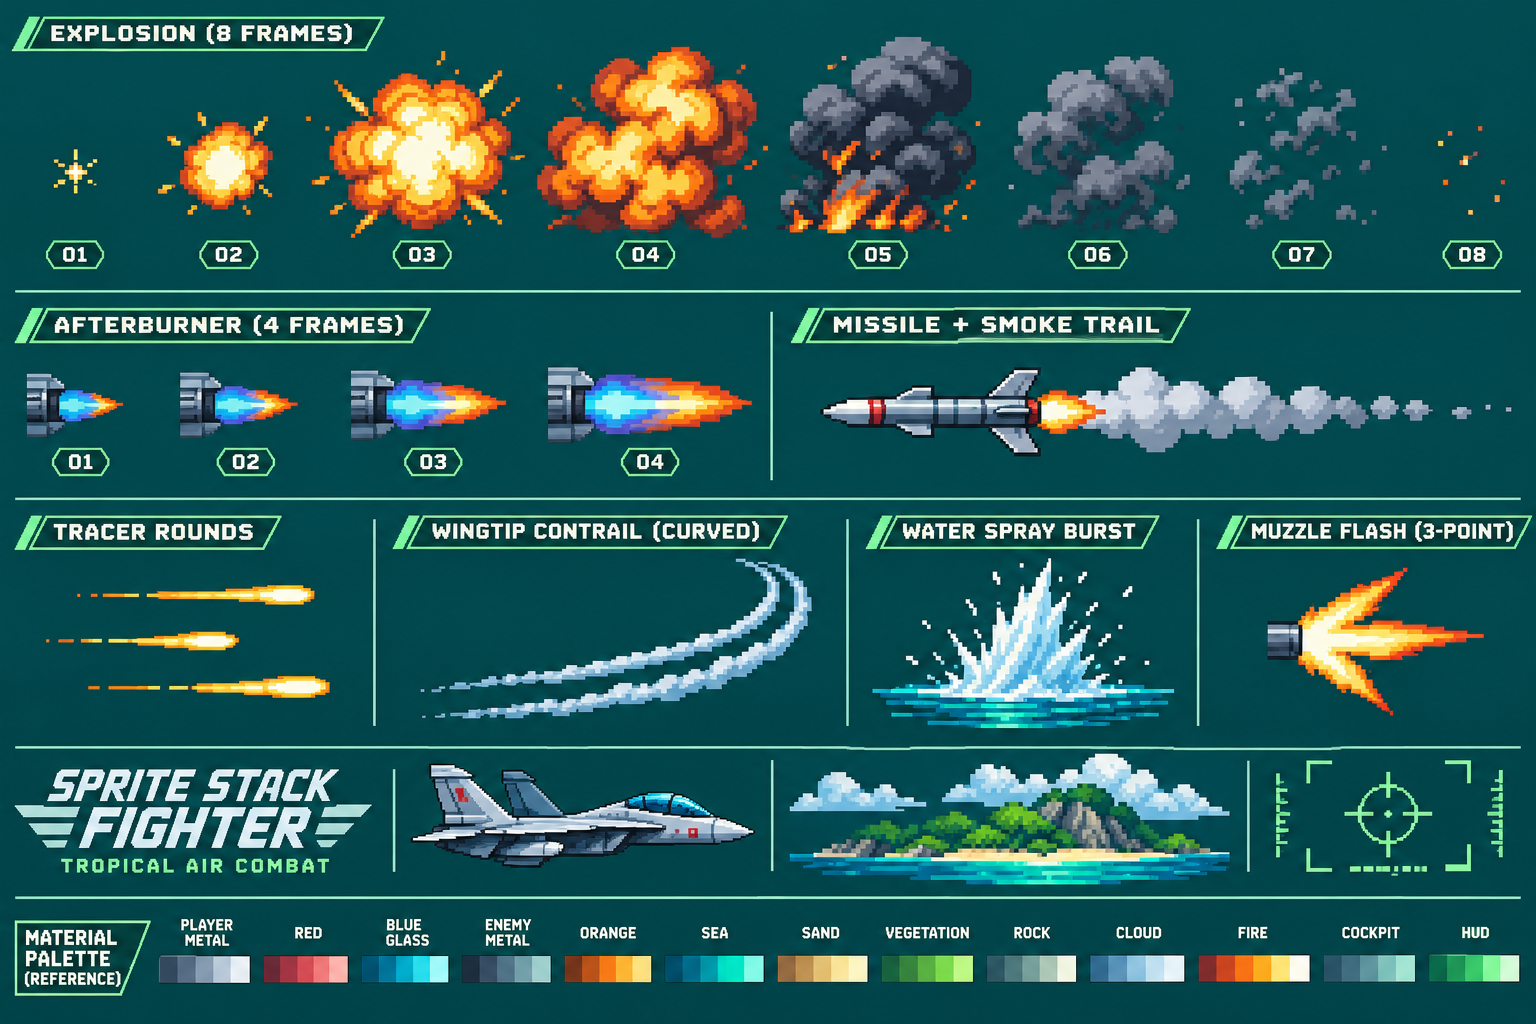 EXPLOSION (8 FRAMES)
01
02
03
04
05
06
07
08
AFTERBURNER (4 FRAMES)
MISSILE + SMOKE TRAIL
01
02
03
04
TRACER ROUNDS
WINGTIP CONTRAIL (CURVED)
WATER SPRAY BURST
MUZZLE FLASH (3-POINT)
SPRITE STACK
FIGHTER
TROPICAL AIR COMBAT
MATERIAL
PALETTE
(REFERENCE)
PLAYER
METAL
RED
BLUE
GLASS
ENEMY
METAL
ORANGE
SEA
SAND
VEGETATION
ROCK
CLOUD
FIRE
COCKPIT
HUD